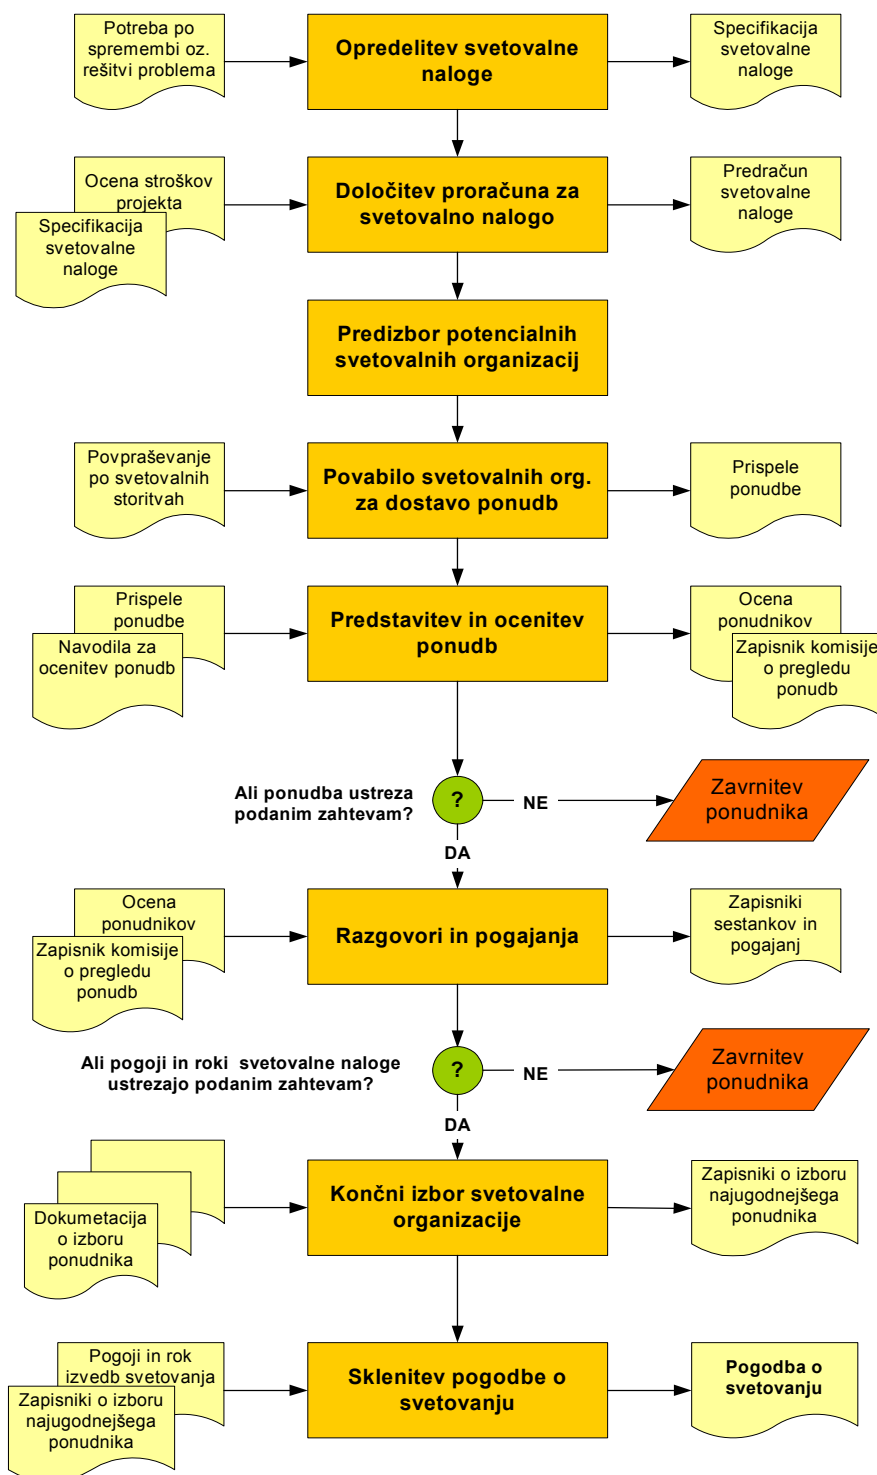 Potreba po
spremembi oz.
rešitvi problema
Opredelitev svetovalne
naloge
Specifikacija
svetovalne
naloge
Ocena stroškov
projekta
Specifikacija
svetovalne
naloge
Določitev proračuna za
svetovalno nalogo
Predračun
svetovalne
naloge
Predizbor potencialnih
svetovalnih organizacij
Povpraševanje
po svetovalnih
storitvah
Povabilo svetovalnih org.
za dostavo ponudb
Prispele
ponudbe
Prispele
ponudbe
Navodila za
ocenitev ponudb
Predstavitev in ocenitev
ponudb
Ocena
ponudnikov
Zapisnik komisije
o pregledu
ponudb
Ali ponudba ustreza
podanim zahtevam?
?
NE
Zavrnitev
ponudnika
DA
Ocena
ponudnikov
Zapisnik komisije
o pregledu
ponudb
Razgovori in pogajanja
Zapisniki
sestankov in
pogajanj
Ali pogoji in roki svetovalne naloge
ustrezajo podanim zahtevam?
?
NE
Zavrnitev
ponudnika
DA
Dokumetacija
o izboru
ponudnika
Končni izbor svetovalne
organizacije
Zapisniki o izboru
najugodnejšega
ponudnika
Pogoji in rok
izvedb svetovanja
Zapisniki o izboru
najugodnejšega
ponudnika
Sklenitev pogodbe o
svetovanju
Pogodba o
svetovanju